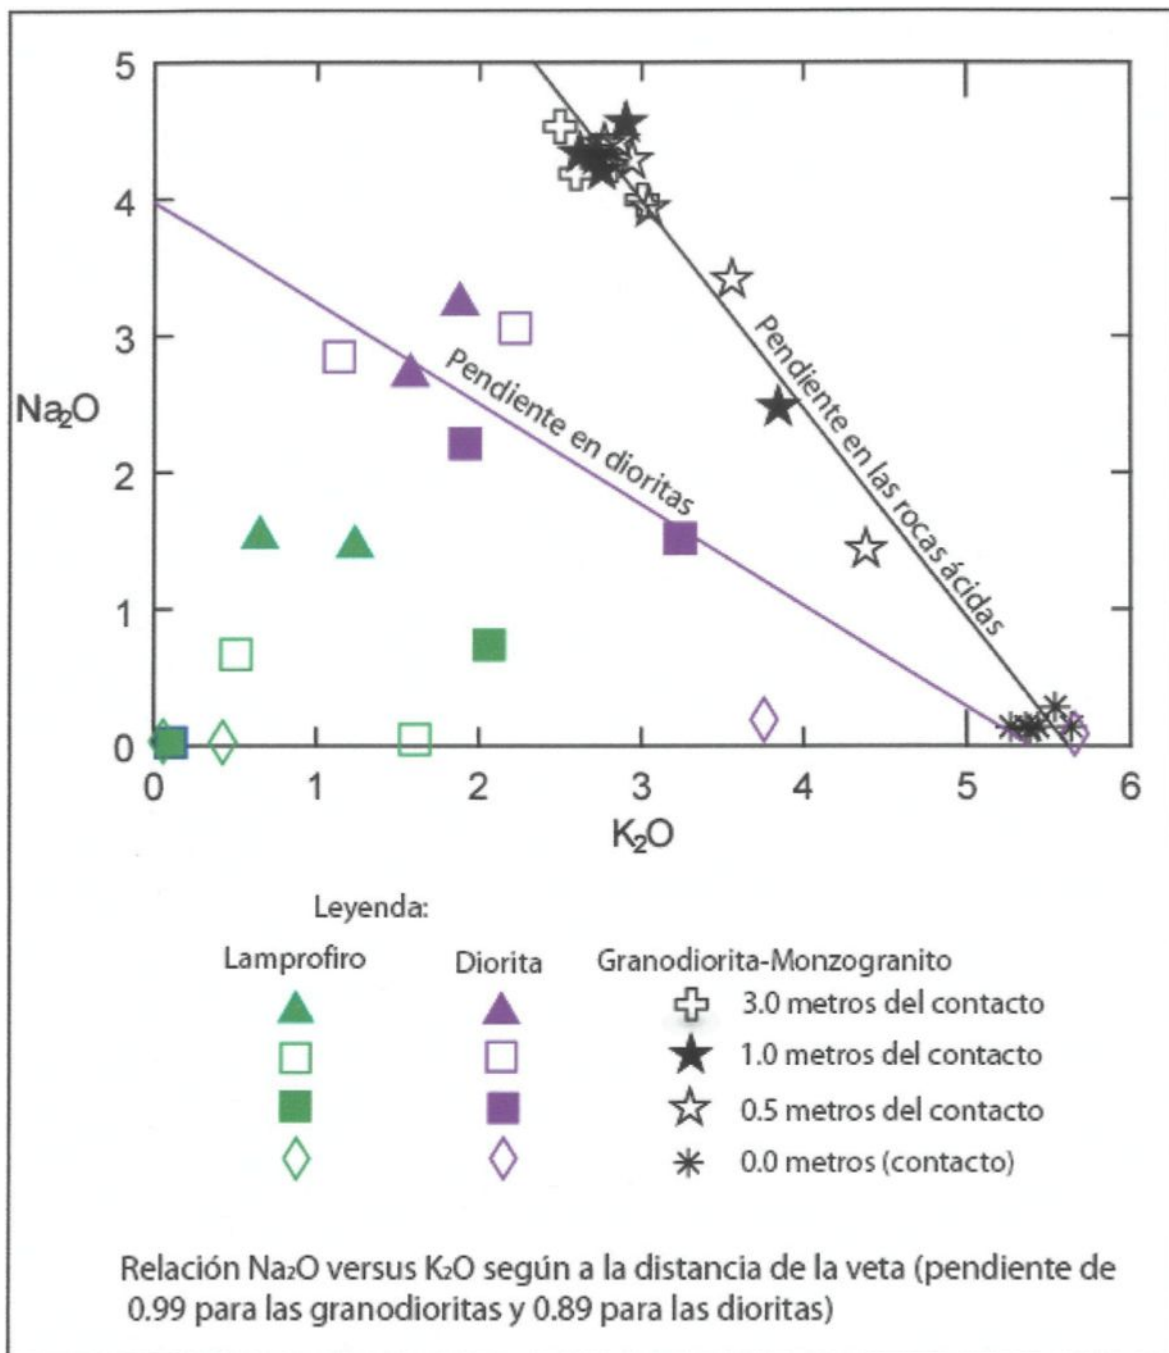 5
4
3
Na₂O
2
1
0
0 1 2 3 4 5 6
K₂O
Pendiente en dioritas
Pendiente en las rocas ácidas
Leyenda:
Lamprofiro Diorita Granodiorita-Monzogranito
3.0 metros del contacto
1.0 metros del contacto
0.5 metros del contacto
0.0 metros (contacto)
Relación Na₂O versus K₂O según a la distancia de la veta (pendiente de
0.99 para las granodioritas y 0.89 para las dioritas)